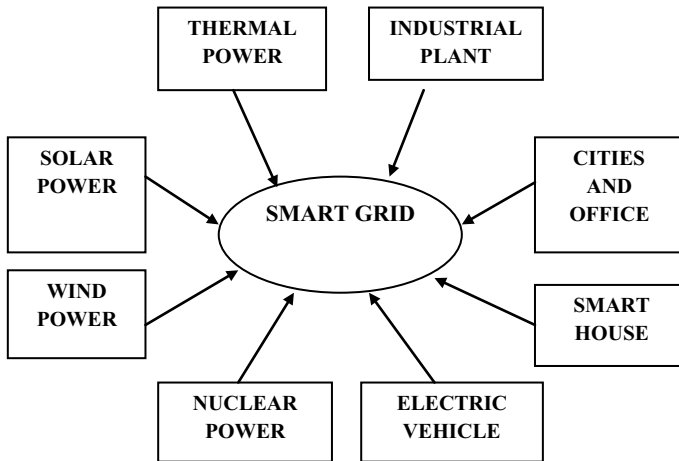 THERMAL
POWER
INDUSTRIAL
PLANT
SOLAR
POWER
SMART GRID
CITIES
AND
OFFICE
WIND
POWER
SMART
HOUSE
NUCLEAR
POWER
ELECTRIC
VEHICLE